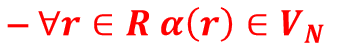 – ∀r ∈ R α(r) ∈ V_N